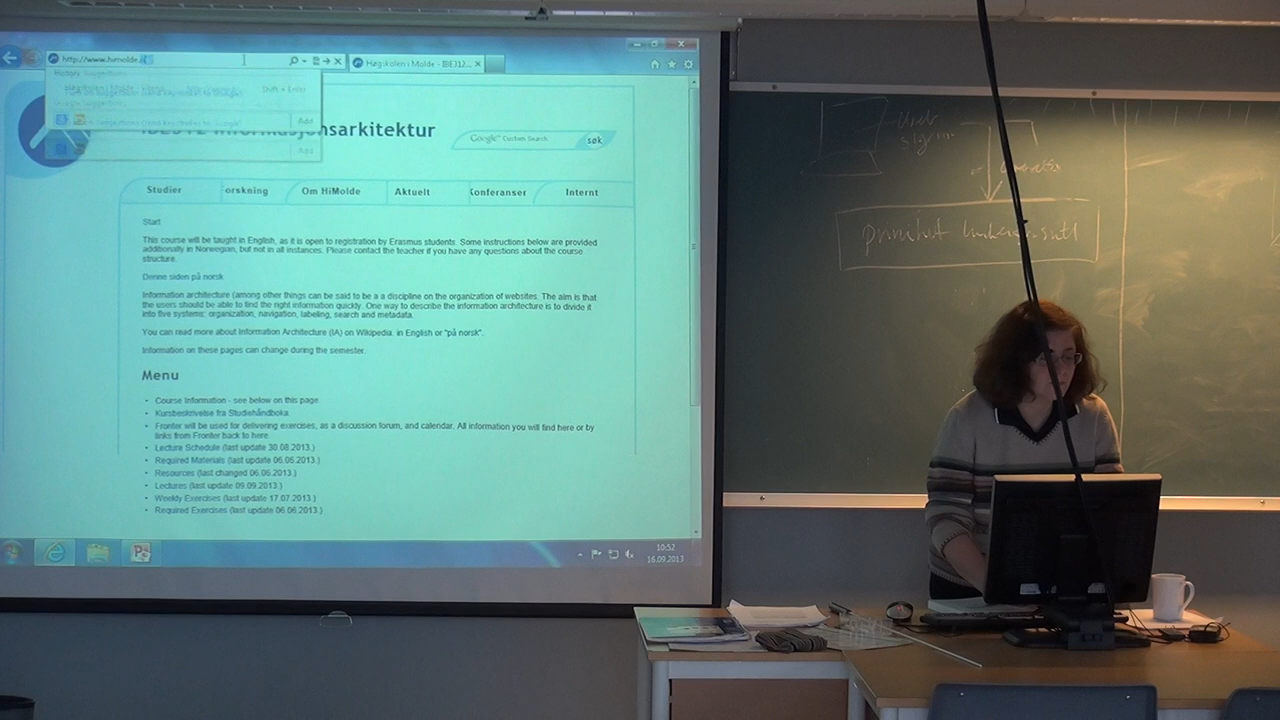 http://www.himolde.
Høgskolen i Molde - IBE312...
History
Shift + Enter
Add
Add
Informasjonsarkitektur
Google™ Custom Search
søk
Studier
Forskning
Om HiMolde
Aktuelt
Konferanser
Internt
Start
This course will be taught in English, as it is open to registration by Erasmus students. Some instructions below are provided
additionally in Norwegian, but not in all instances. Please contact the teacher if you have any questions about the course
structure.
Denne siden på norsk
Information architecture (among other things can be said to be a a discipline on the organization of websites. The aim is that
the users should be able to find the right information quickly. One way to describe the information architecture is to divide it
into five systems: organization, navigation, labeling, search and metadata.
You can read more about Information Architecture (IA) on Wikipedia. in English or "på norsk".
Information on these pages can change during the semester.
Menu
• Course Information - see below on this page
• Kursbeskrivelse fra Studiehåndboka.
• Fronter will be used for delivering exercises, as a discussion forum, and calendar. All information you will find here or by
links from Fronter back to here.
• Lecture Schedule (last update 30.08.2013.)
• Required Materials (last update 06.06.2013.)
• Resources (last changed 06.06.2013.)
• Lectures (last update 09.09.2013.)
• Weekly Exercises (last update 17.07.2013.)
• Required Exercises (last update 06.06.2013.)
10:52
16.09.2013